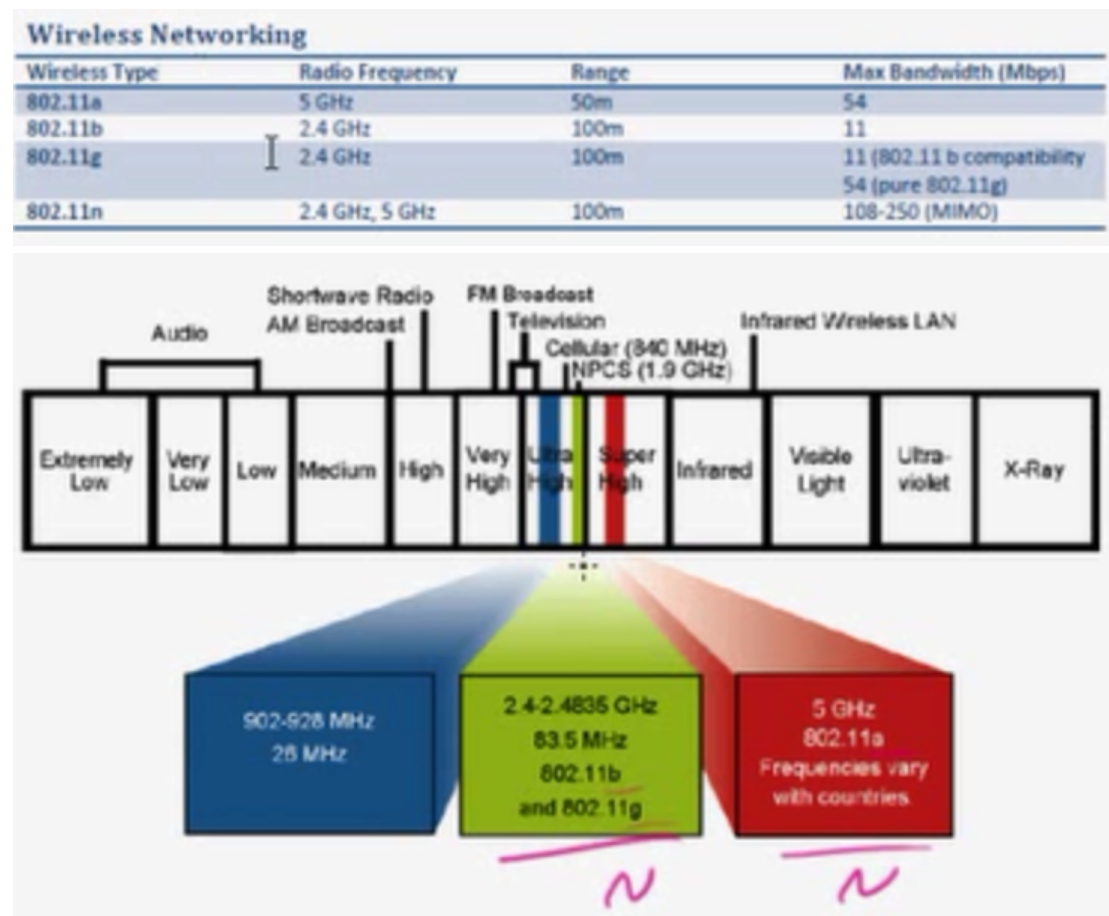 Wireless Networking
Wireless Type Radio Frequency Range Max Bandwidth (Mbps)
802.11a 5 GHz 50m 54
802.11b 2.4 GHz 100m 11
802.11g 2.4 GHz 100m 11 (802.11 b compatibility
54 (pure 802.11g)
802.11n 2.4 GHz, 5 GHz 100m 108-250 (MIMO)
Shortwave Radio FM Broadcast
Audio AM Broadcast Television Infrared Wireless LAN
Cellular (840 MHz)
NPCS (1.9 GHz)
Extremely Low
Very Low
Low
Medium
High
Very High
Ultra High
Super High
Infrared
Visible Light
Ultra-violet
X-Ray
902-928 MHz
26 MHz
2.4-2.4835 GHz
83.5 MHz
802.11b
and 802.11g
5 GHz
802.11a
Frequencies vary
with countries.
N N